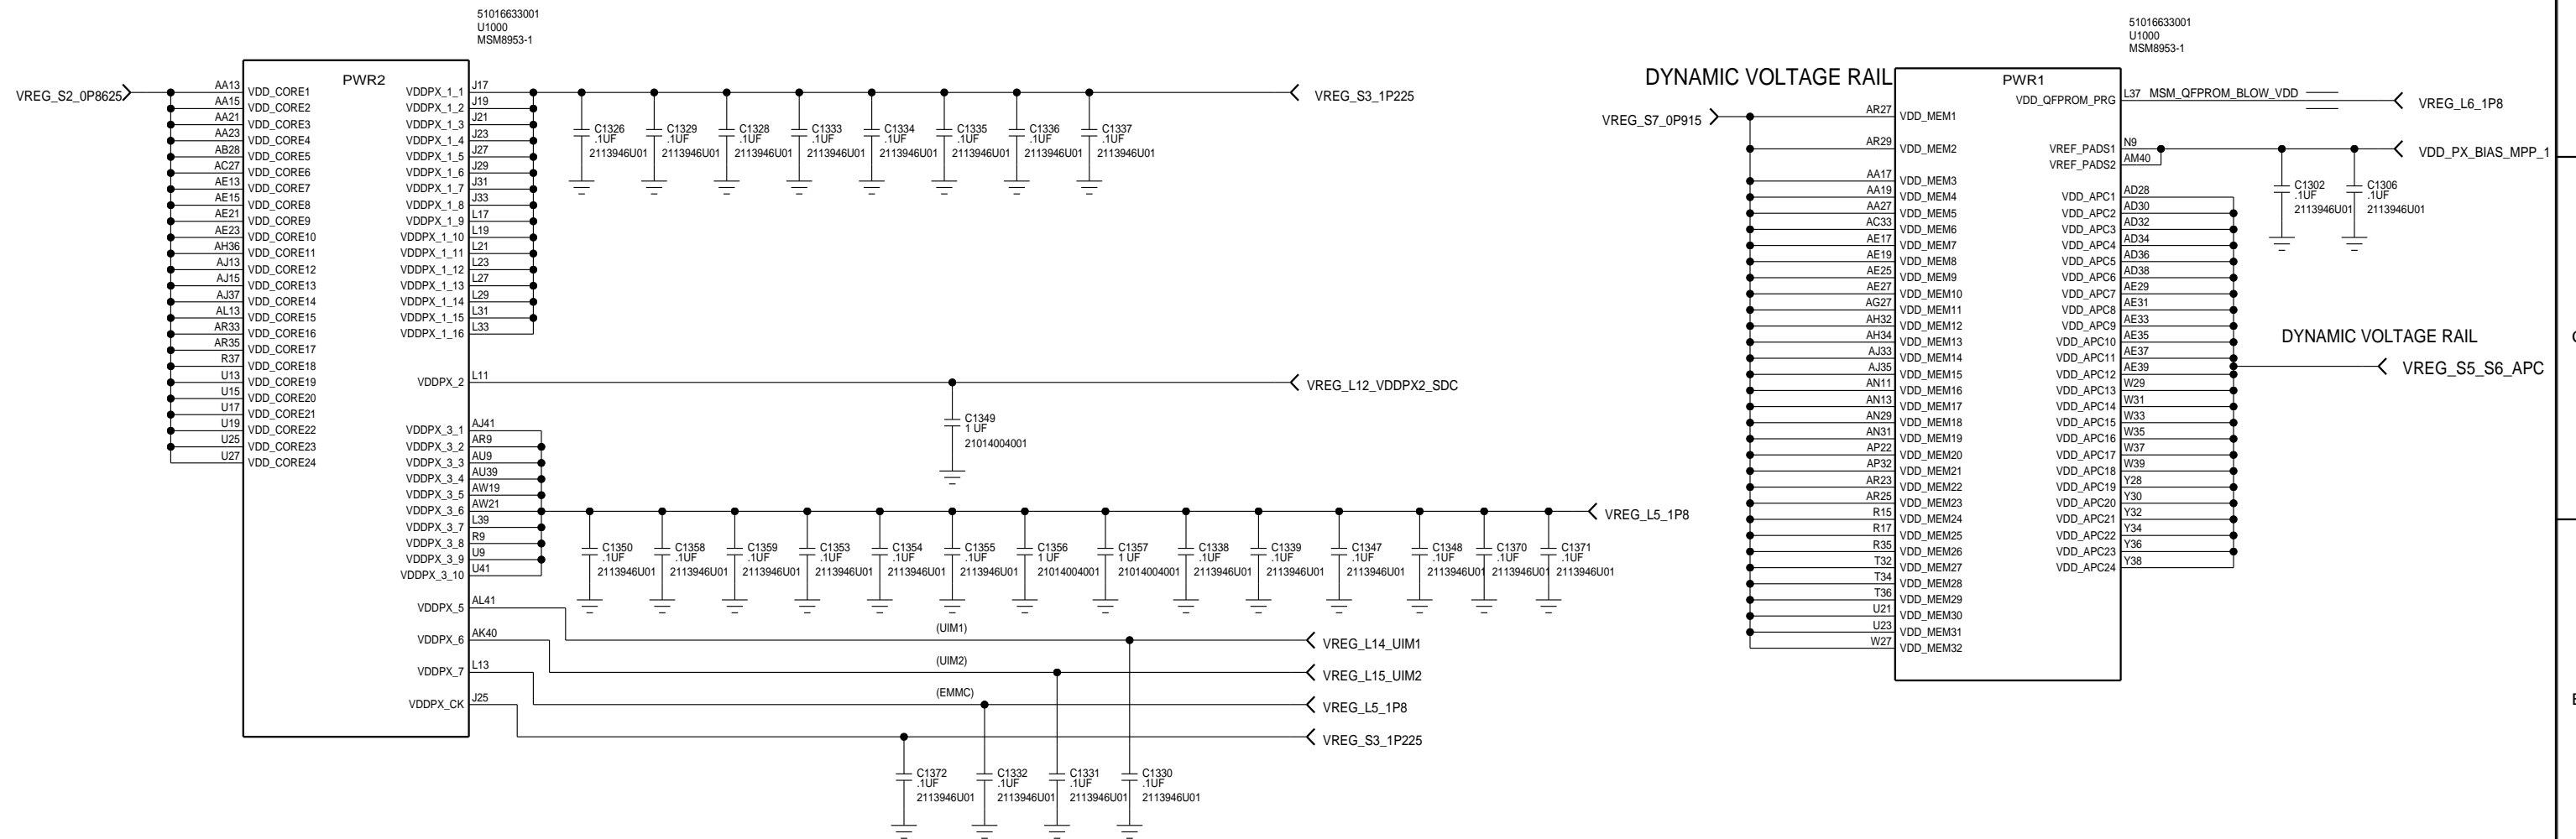 51016633001
U1000
MSM8953-1
PWR2
VREG_S2_0P8625
AA13 VDD_CORE1
AA15 VDD_CORE2
AA21 VDD_CORE3
AA23 VDD_CORE4
AB28 VDD_CORE5
AC27 VDD_CORE6
AE13 VDD_CORE7
AE15 VDD_CORE8
AE21 VDD_CORE9
AE23 VDD_CORE10
AH36 VDD_CORE11
AJ13 VDD_CORE12
AJ15 VDD_CORE13
AJ37 VDD_CORE14
AL13 VDD_CORE15
AR33 VDD_CORE16
AR35 VDD_CORE17
R37 VDD_CORE18
U13 VDD_CORE19
U15 VDD_CORE20
U17 VDD_CORE21
U19 VDD_CORE22
U25 VDD_CORE23
U27 VDD_CORE24
VDDPX_1_1 J17
VDDPX_1_2 J19
VDDPX_1_3 J21
VDDPX_1_4 J23
VDDPX_1_5 J27
VDDPX_1_6 J29
VDDPX_1_7 J31
VDDPX_1_8 J33
VDDPX_1_9 L17
VDDPX_1_10 L19
VDDPX_1_11 L21
VDDPX_1_12 L23
VDDPX_1_13 L27
VDDPX_1_14 L29
VDDPX_1_15 L31
VDDPX_1_16 L33
VDDPX_2 L11
VDDPX_3_1 AJ41
VDDPX_3_2 AR9
VDDPX_3_3 AU9
VDDPX_3_4 AU39
VDDPX_3_5 AW19
VDDPX_3_6 AW21
VDDPX_3_7 L39
VDDPX_3_8 R9
VDDPX_3_9 U9
VDDPX_3_10 U41
VDDPX_5 AL41
VDDPX_6 AK40
VDDPX_7 L13
VDDPX_CK J25
VREG_S3_1P225
C1326 C1329 C1328 C1333 C1334 C1335 C1336 C1337
.1UF .1UF .1UF .1UF .1UF .1UF .1UF .1UF
2113946U01 2113946U01 2113946U01 2113946U01 2113946U01 2113946U01 2113946U01 2113946U01
VREG_L12_VDDPX2_SDC
C1349
1 UF
21014004001
VREG_L5_1P8
C1350 C1358 C1359 C1353 C1354 C1355 C1356 C1357 C1338 C1339 C1347 C1348 C1370 C1371
.1UF .1UF .1UF .1UF .1UF .1UF 1 UF 1 UF .1UF .1UF .1UF .1UF .1UF .1UF
2113946U01 2113946U01 2113946U01 2113946U01 2113946U01 2113946U01 21014004001 21014004001 2113946U01 2113946U01 2113946U01 2113946U01 2113946U01 2113946U01
(UIM1) VREG_L14_UIM1
(UIM2) VREG_L15_UIM2
(EMMC) VREG_L5_1P8
VREG_S3_1P225
C1372 C1332 C1331 C1330
.1UF .1UF .1UF .1UF
2113946U01 2113946U01 2113946U01 2113946U01
51016633001
U1000
MSM8953-1
DYNAMIC VOLTAGE RAIL
PWR1
VREG_S7_0P915
AR27 VDD_MEM1
AR29 VDD_MEM2
AA17 VDD_MEM3
AA19 VDD_MEM4
AA27 VDD_MEM5
AC33 VDD_MEM6
AE17 VDD_MEM7
AE19 VDD_MEM8
AE25 VDD_MEM9
AE27 VDD_MEM10
AG27 VDD_MEM11
AH32 VDD_MEM12
AH34 VDD_MEM13
AJ33 VDD_MEM14
AJ35 VDD_MEM15
AN11 VDD_MEM16
AN13 VDD_MEM17
AN29 VDD_MEM18
AN31 VDD_MEM19
AP22 VDD_MEM20
AP32 VDD_MEM21
AR23 VDD_MEM22
AR25 VDD_MEM23
R15 VDD_MEM24
R17 VDD_MEM25
R35 VDD_MEM26
T32 VDD_MEM27
T34 VDD_MEM28
T36 VDD_MEM29
U21 VDD_MEM30
U23 VDD_MEM31
W27 VDD_MEM32
VDD_QFPROM_PRG L37 MSM_QFPROM_BLOW_VDD VREG_L6_1P8
VREF_PADS1 N9 VDD_PX_BIAS_MPP_1
VREF_PADS2 AM40
C1302 C1306
.1UF .1UF
2113946U01 2113946U01
VDD_APC1 AD28
VDD_APC2 AD30
VDD_APC3 AD32
VDD_APC4 AD34
VDD_APC5 AD36
VDD_APC6 AD38
VDD_APC7 AE29
VDD_APC8 AE31
VDD_APC9 AE33
VDD_APC10 AE35
VDD_APC11 AE37
VDD_APC12 AE39
VDD_APC13 W29
VDD_APC14 W31
VDD_APC15 W33
VDD_APC16 W35
VDD_APC17 W37
VDD_APC18 W39
VDD_APC19 Y28
VDD_APC20 Y30
VDD_APC21 Y32
VDD_APC22 Y34
VDD_APC23 Y36
VDD_APC24 Y38
DYNAMIC VOLTAGE RAIL
VREG_S5_S6_APC